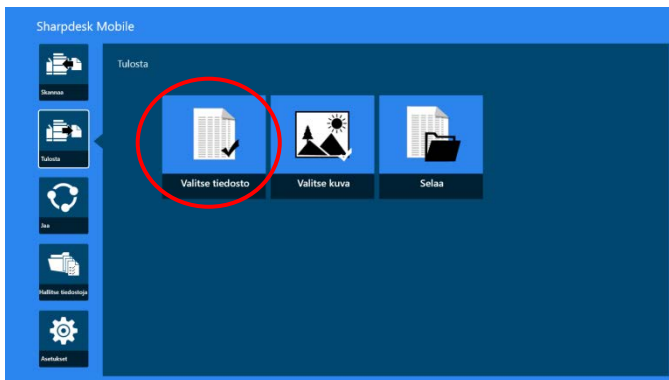 Sharpdesk Mobile
Skannaa
Tulosta
Jaa
Hallitse tiedostoja
Asetukset
Tulosta
Valitse tiedosto
Valitse kuva
Selaa